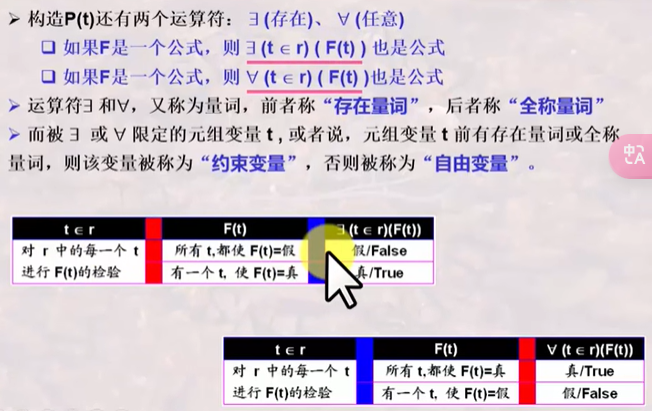 ➢ 构造P(t)还有两个运算符： ∃ (存在)、 ∀ (任意)
❑ 如果F是一个公式，则 ∃ (t ∈ r) ( F(t) ) 也是公式
❑ 如果F是一个公式，则 ∀ (t ∈ r) ( F(t) )也是公式
➢ 运算符∃ 和∀，又称为量词，前者称“存在量词”，后者称“全称量词”
➢ 而被 ∃ 或 ∀ 限定的元组变量 t , 或者说，元组变量 t 前有存在量词或全称
量词，则该变量被称为“约束变量”，否则被称为“自由变量”。
中A
t ∈ r F(t) ∃ (t ∈ r)(F(t))
对 r 中的每一个 t 所有 t,都使 F(t)=假 假/False
进行 F(t)的检验 有一个 t, 使 F(t)=真 真/True
t ∈ r F(t) ∀ (t ∈ r)(F(t))
对 r 中的每一个 t 所有 t,都使 F(t)=真 真/True
进行 F(t)的检验 有一个 t, 使 F(t)=假 假/False